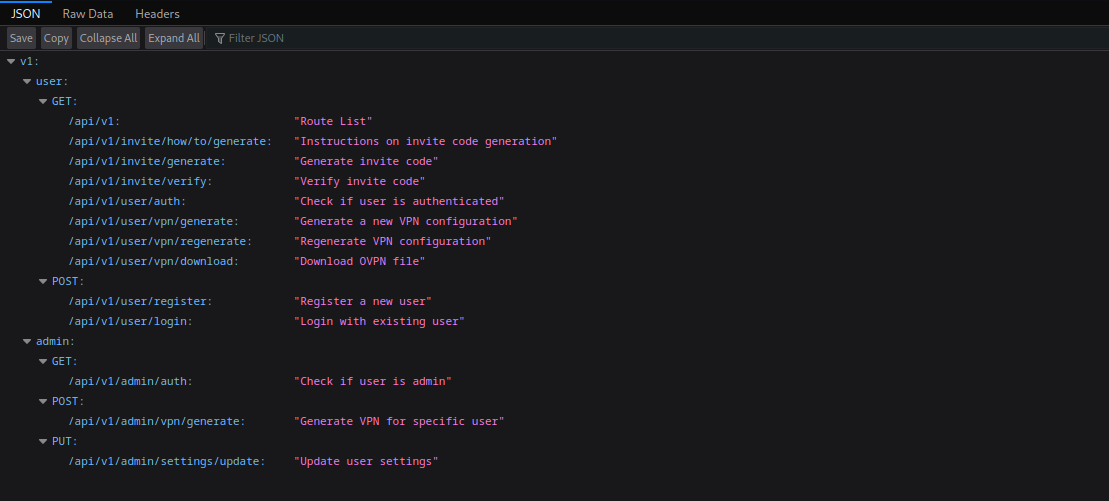 JSON Raw Data Headers
Save Copy Collapse All Expand All Filter JSON
v1:
user:
GET:
/api/v1: "Route List"
/api/v1/invite/how/to/generate: "Instructions on invite code generation"
/api/v1/invite/generate: "Generate invite code"
/api/v1/invite/verify: "Verify invite code"
/api/v1/user/auth: "Check if user is authenticated"
/api/v1/user/vpn/generate: "Generate a new VPN configuration"
/api/v1/user/vpn/regenerate: "Regenerate VPN configuration"
/api/v1/user/vpn/download: "Download OVPN file"
POST:
/api/v1/user/register: "Register a new user"
/api/v1/user/login: "Login with existing user"
admin:
GET:
/api/v1/admin/auth: "Check if user is admin"
POST:
/api/v1/admin/vpn/generate: "Generate VPN for specific user"
PUT:
/api/v1/admin/settings/update: "Update user settings"